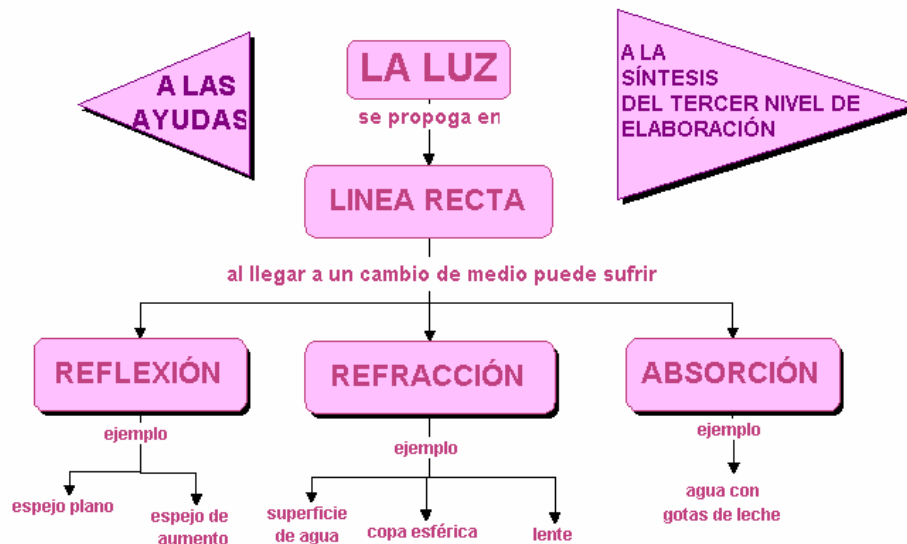 A LAS
AYUDAS
LA LUZ
A LA
SÍNTESIS
DEL TERCER NIVEL DE
ELABORACIÓN
se propoga en
LINEA RECTA
al llegar a un cambio de medio puede sufrir
REFLEXIÓN
REFRACCIÓN
ABSORCIÓN
ejemplo
ejemplo
ejemplo
espejo plano
espejo de
aumento
superficie
de agua
copa esférica
lente
agua con
gotas de leche